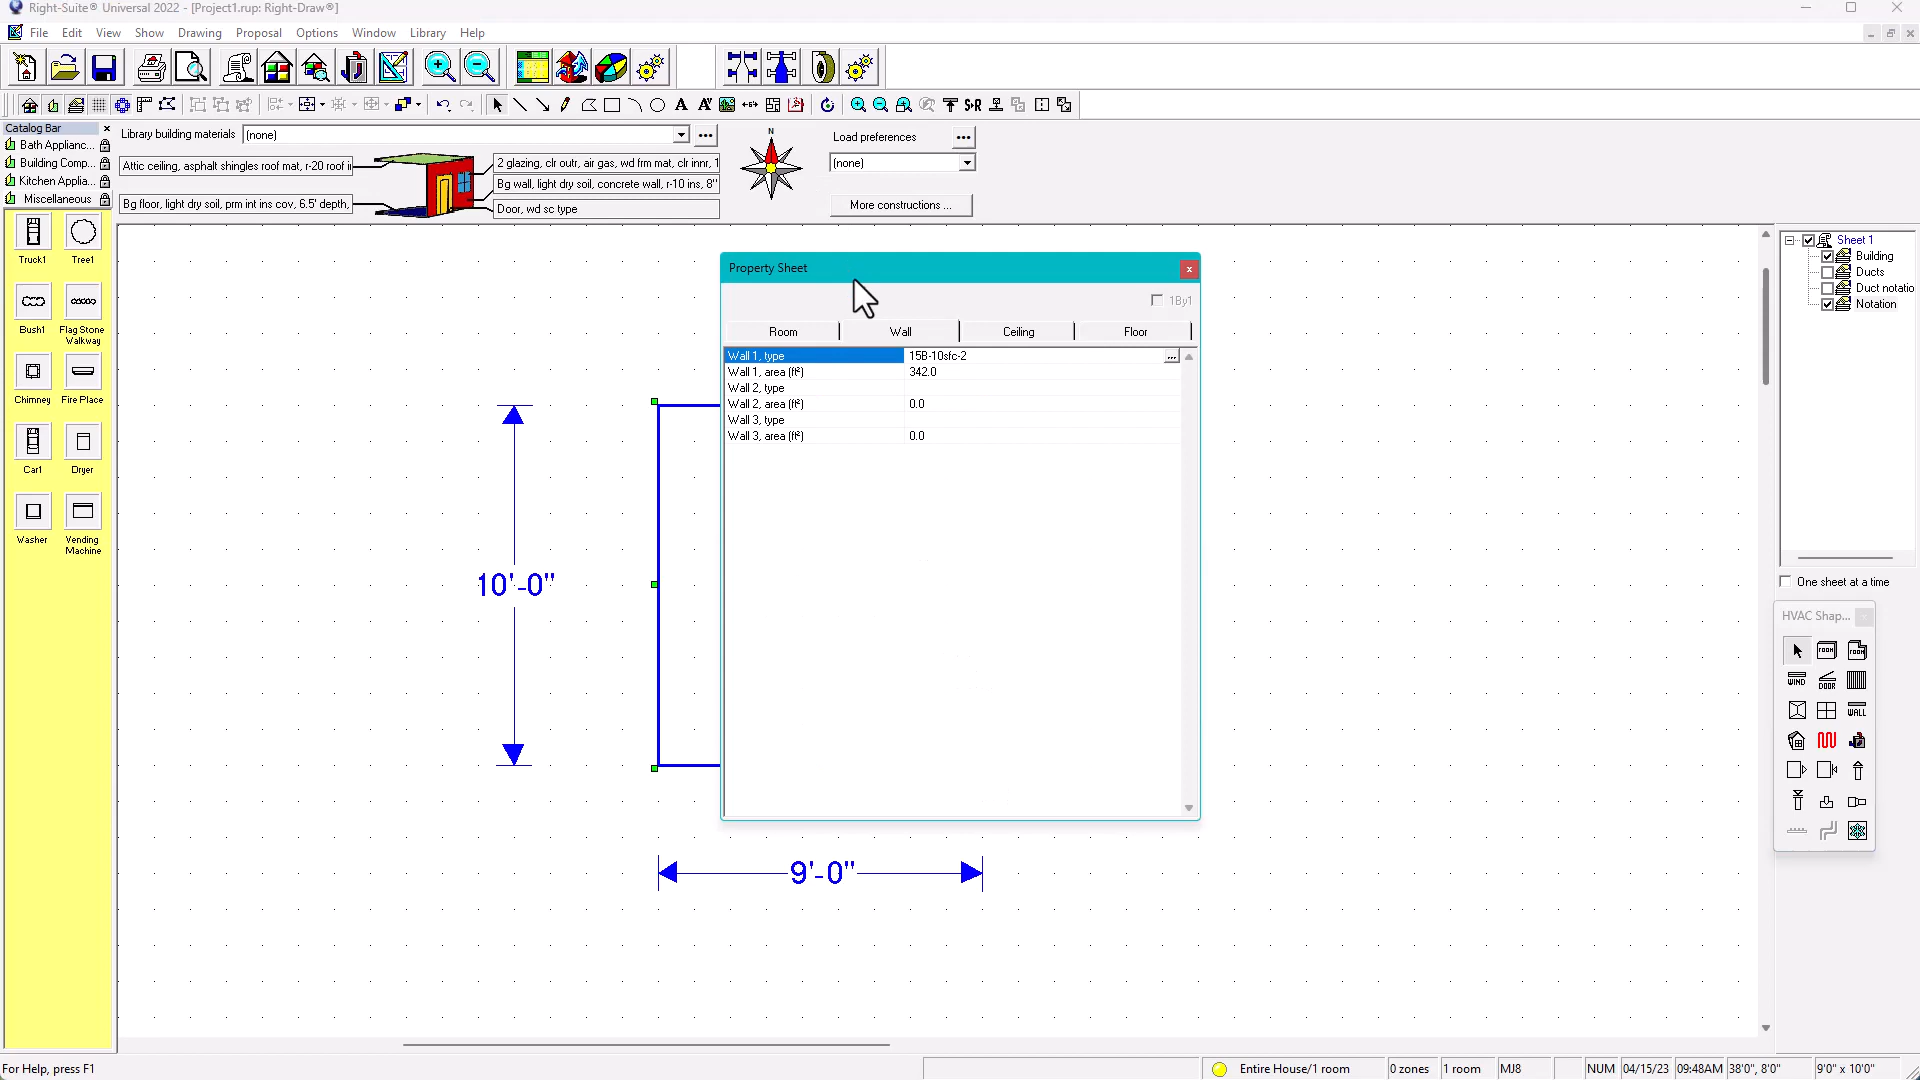 Right-Suite® Universal 2022 - [Project1.rup: Right-Draw®]
File Edit View Show Drawing Proposal Options Window Library Help
S•R
Catalog Bar
Bath Applianc...
Building Comp...
Kitchen Applia...
Miscellaneous
Library building materials (none)
Attic ceiling, asphalt shingles roof mat, r-20 roof i
2 glazing, clr outr, air gas, wd frm mat, clr innr, 1
Bg wall, light dry soil, concrete wall, r-10 ins, 8"
Bg floor, light dry soil, prm int ins cov, 6.5' depth,
Door, wd sc type
N
Load preferences
(none)
More constructions ...
Truck1 Tree1
Bush1 Flag Stone Walkway
Chimney Fire Place
Car1 Dryer
Washer Vending Machine
Property Sheet
1By1
Room Wall Ceiling Floor
Wall 1, type 15B-10sfc-2
Wall 1, area (ft²) 342.0
Wall 2, type
Wall 2, area (ft²) 0.0
Wall 3, type
Wall 3, area (ft²) 0.0
10'-0"
9'-0"
Sheet 1
Building
Ducts
Duct notatio
Notation
One sheet at a time
HVAC Shap...
ROOM ROOM
WIND DOOR
WALL
For Help, press F1
Entire House/1 room 0 zones 1 room MJ8 NUM 04/15/23 09:48AM 38'0", 8'0" 9'0" x 10'0"